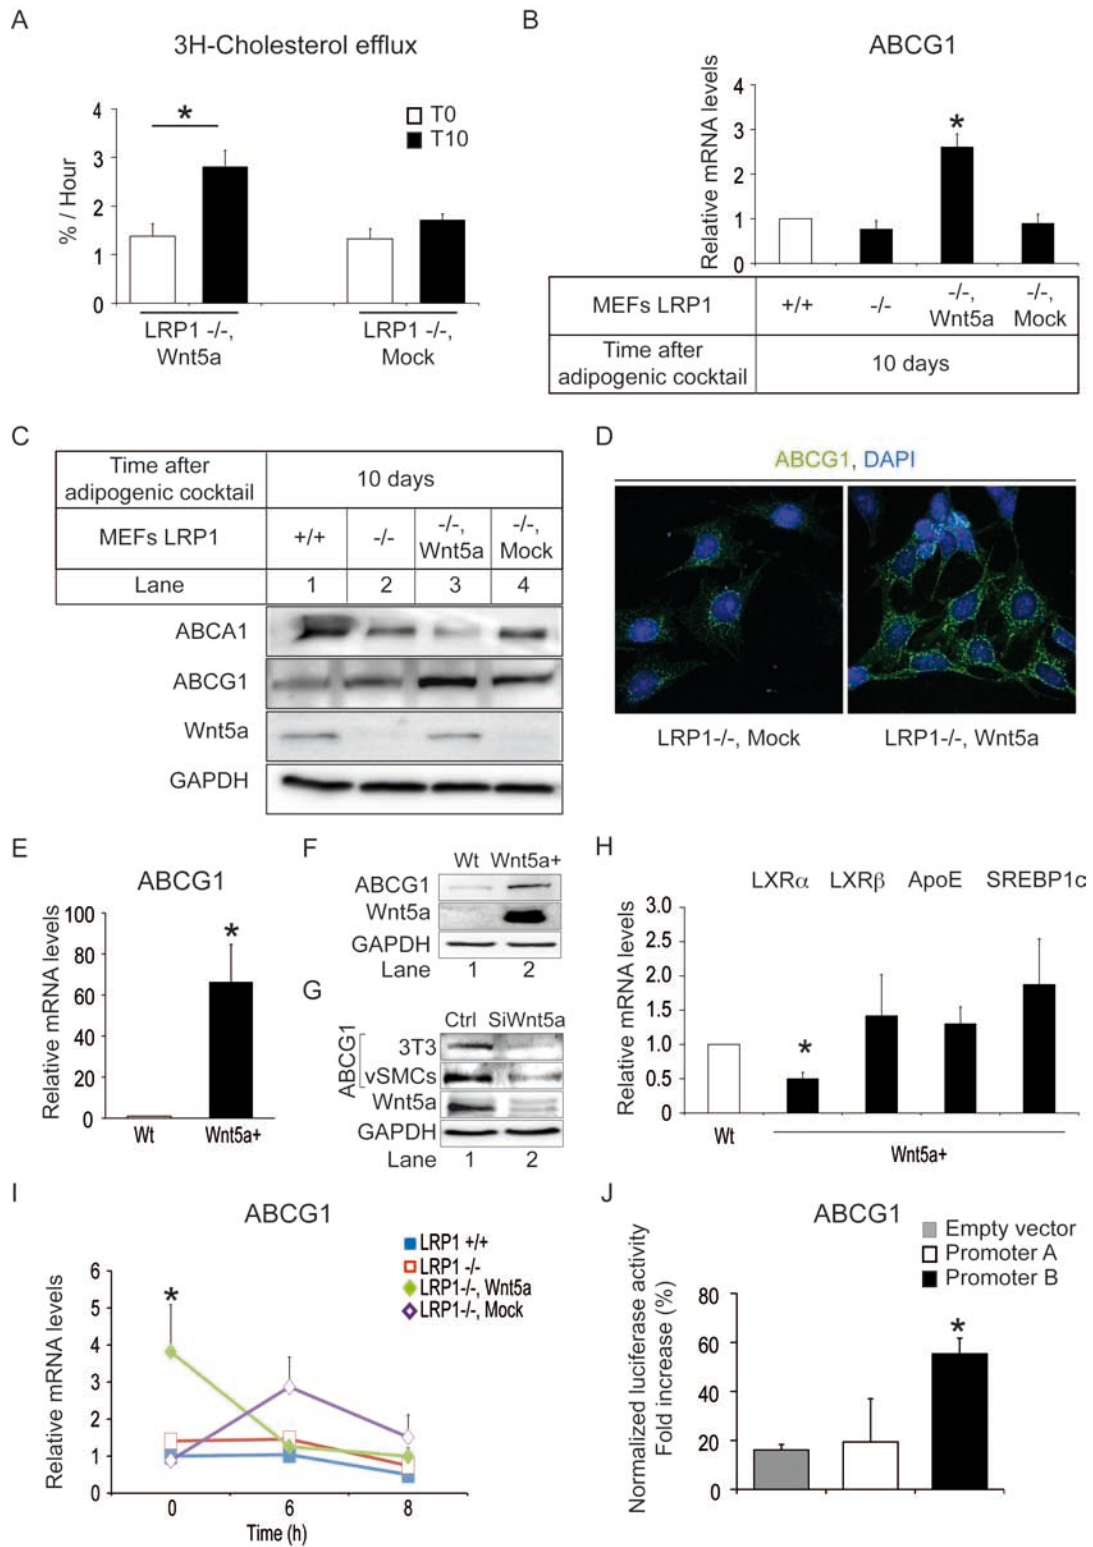 A
3H-Cholesterol efflux
4
3
2
1
0
% / Hour
*
T0
T10
LRP1 -/-,
Wnt5a
LRP1 -/-,
Mock
B
ABCG1
Relative mRNA levels
4
3
2
1
0
*
MEFs LRP1 +/+ -/- -/-, Wnt5a -/-, Mock
Time after
adipogenic cocktail
10 days
C
Time after
adipogenic cocktail
10 days
MEFs LRP1 +/+ -/- -/-, Wnt5a -/-, Mock
Lane 1 2 3 4
ABCA1
ABCG1
Wnt5a
GAPDH
D
ABCG1, DAPI
LRP1-/-, Mock LRP1-/-, Wnt5a
E
ABCG1
Relative mRNA levels
100
80
60
40
20
0
*
Wt Wnt5a+
F
Wt Wnt5a+
ABCG1
Wnt5a
GAPDH
Lane 1 2
G
Ctrl SiWnt5a
ABCG1
3T3
vSMCs
Wnt5a
GAPDH
Lane 1 2
H
LXRα LXRβ ApoE SREBP1c
Relative mRNA levels
3.0
2.5
2.0
1.5
1.0
0.5
0
*
Wt
Wnt5a+
I
ABCG1
LRP1 +/+
LRP1 -/-
LRP1-/-, Wnt5a
LRP1-/-, Mock
Relative mRNA levels
6
5
4
3
2
1
0
*
0 6 8
Time (h)
J
ABCG1
Empty vector
Promoter A
Promoter B
Normalized luciferase activity
Fold increase (%)
80
60
40
20
0
*